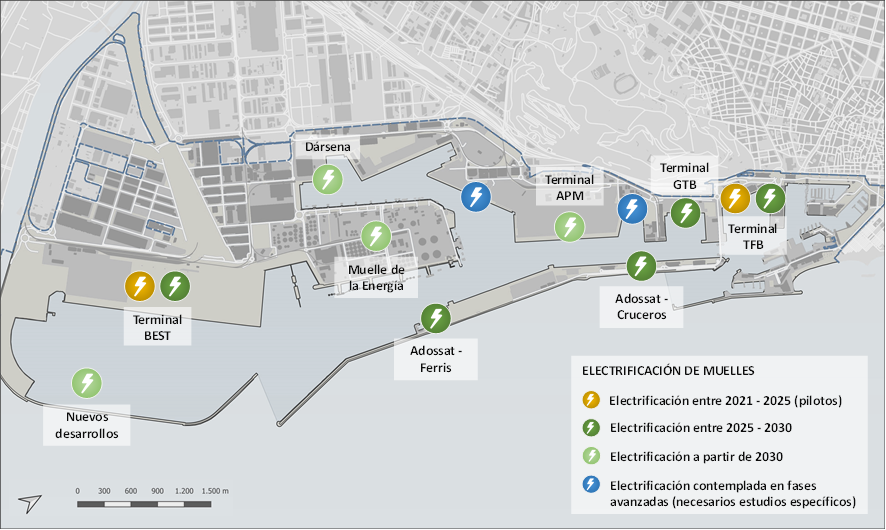 Dársena
Terminal
APM
Terminal
GTB
Terminal
TFB
Muelle de
la Energía
Terminal
BEST
Adossat -
Cruceros
Adossat -
Ferris
Nuevos
desarrollos
ELECTRIFICACIÓN DE MUELLES
Electrificación entre 2021 - 2025 (pilotos)
Electrificación entre 2025 - 2030
Electrificación a partir de 2030
Electrificación contemplada en fases
avanzadas (necesarios estudios específicos)
0 300 600 900 1.200 1.500 m